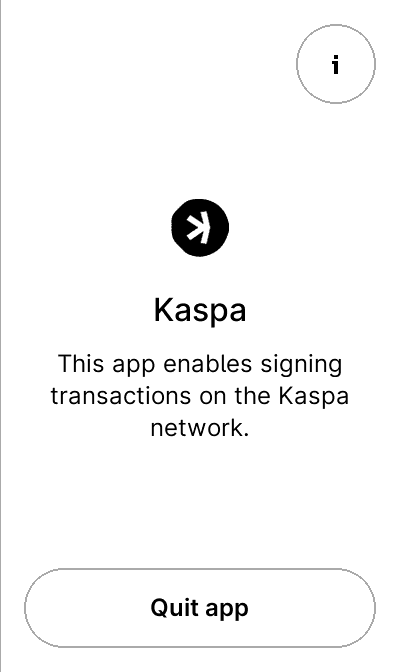 i
Kaspa
This app enables signing
transactions on the Kaspa
network.
Quit app